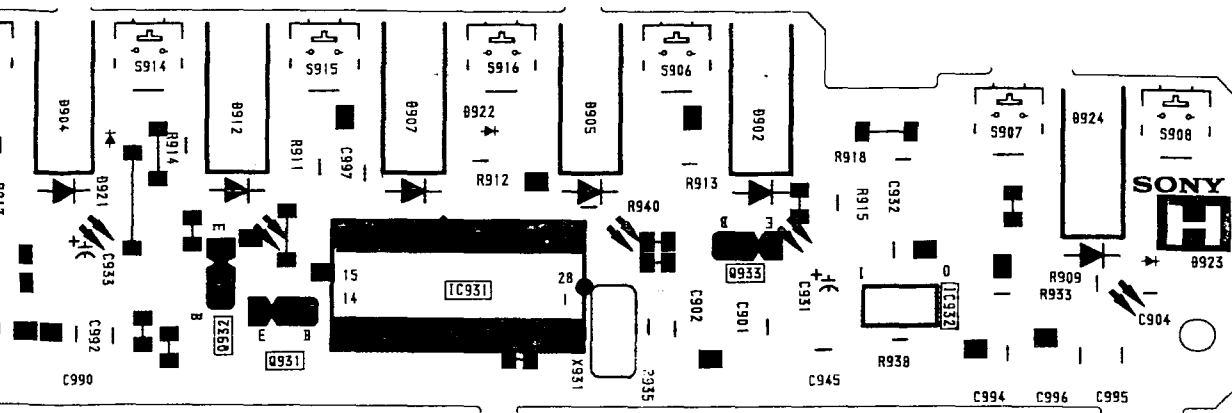 S914
S915
S916
S906
D904
D912
D907
D922
D905
D902
S907
D924
S908
R914
R911
C997
R912
R913
R918
R915
C932
SONY
D921
R940
C933
E
B
E
D923
15
IC931
28
Q933
C931
1
0
IC932
R909
R933
14
C902
C901
C904
B
Q932
E
B
Q931
C992
X931
R938
C990
C945
C994
C996
C995